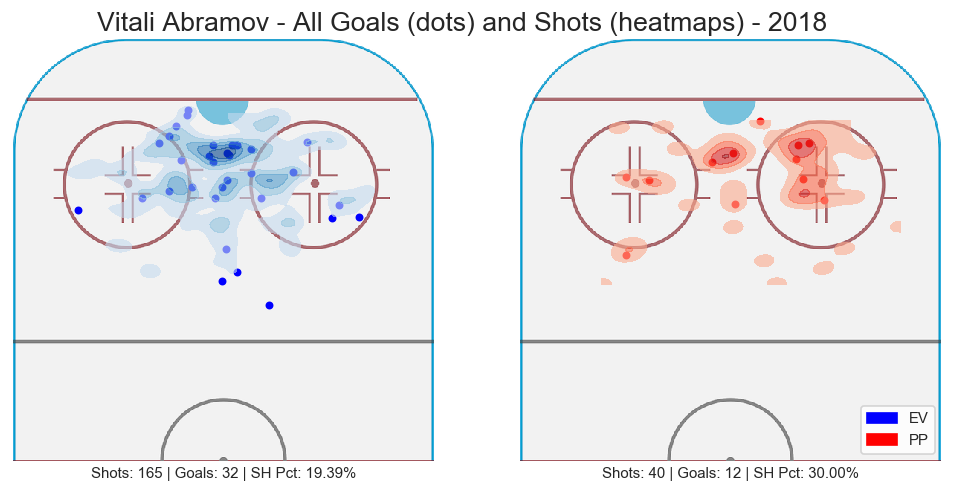 Vitali Abramov - All Goals (dots) and Shots (heatmaps) - 2018
EV
PP
Shots: 165 | Goals: 32 | SH Pct: 19.39%
Shots: 40 | Goals: 12 | SH Pct: 30.00%